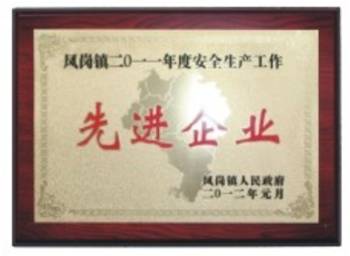 凤岗镇二〇一一年度安全生产工作
先进企业
凤岗镇人民政府
二〇一二年元月